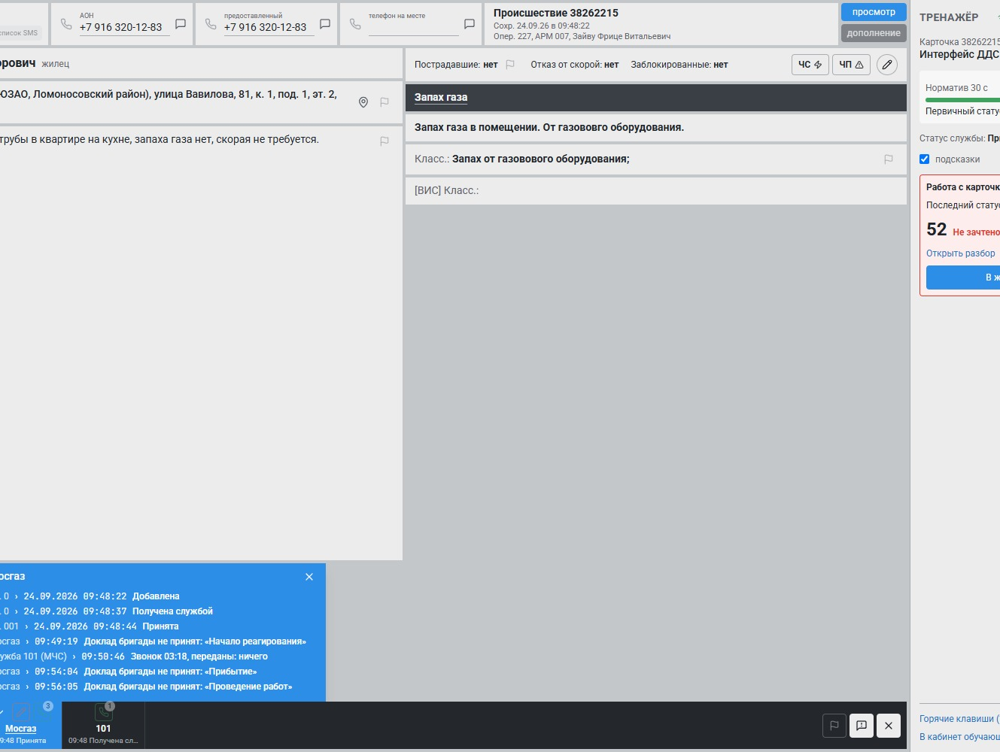 список SMS
АОН
+7 916 320-12-83
предоставленный
+7 916 320-12-83
телефон на месте
Происшествие 38262215
Сохр. 24.09.26 в 09:48:22
Опер. 227, АРМ 007, Зайву Фрице Витальевич
просмотр
дополнение
орович жилец
ЮЗАО, Ломоносовский район), улица Вавилова, 81, к. 1, под. 1, эт. 2,
трубы в квартире на кухне, запаха газа нет, скорая не требуется.
Пострадавшие: нет
Отказ от скорой: нет
Заблокированные: нет
ЧС
ЧП
Запах газа
Запах газа в помещении. От газововго оборудования.
Класс.: Запах от газовового оборудования;
[ВИС] Класс.:
осгаз
. 0 › 24.09.2026 09:48:22 Добавлена
. 0 › 24.09.2026 09:48:37 Получена службой
. 001 › 24.09.2026 09:48:44 Принята
осгаз › 09:49:19 Доклад бригады не принят: «Начало реагирования»
ужба 101 (МЧС) › 09:50:46 Звонок 03:18, переданы: ничего
осгаз › 09:54:04 Доклад бригады не принят: «Прибытие»
осгаз › 09:56:05 Доклад бригады не принят: «Проведение работ»
3
Мосгаз
9:48 Принята
1
101
09:48 Получена сл...
ТРЕНАЖЁР
Карточка 38262215
Интерфейс ДДС
Норматив 30 с
Первичный стату
Статус службы: При
подсказки
Работа с карточк
Последний стату
52 Не зачтено
Открыть разбор
В ж
Горячие клавиши (
В кабинет обучающ